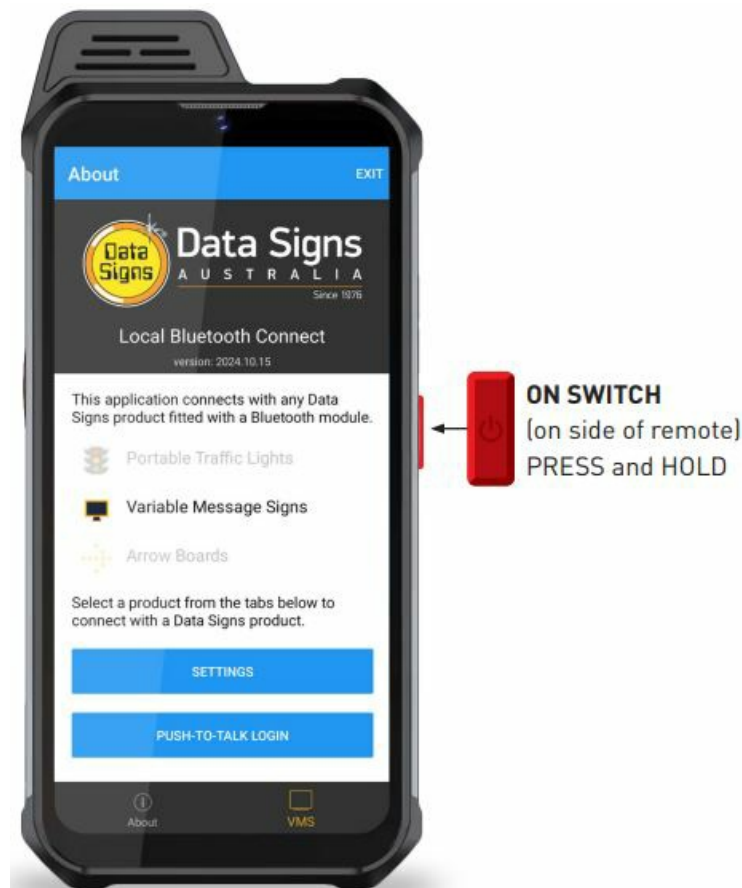 About
EXIT
Data
Signs
Data Signs
AUSTRALIA
Since 1976
Local Bluetooth Connect
version: 2024.10.15
This application connects with any Data
Signs product fitted with a Bluetooth module.
Portable Traffic Lights
Variable Message Signs
Arrow Boards
Select a product from the tabs below to
connect with a Data Signs product.
SETTINGS
PUSH-TO-TALK LOGIN
About
VMS
ON SWITCH
(on side of remote)
PRESS and HOLD